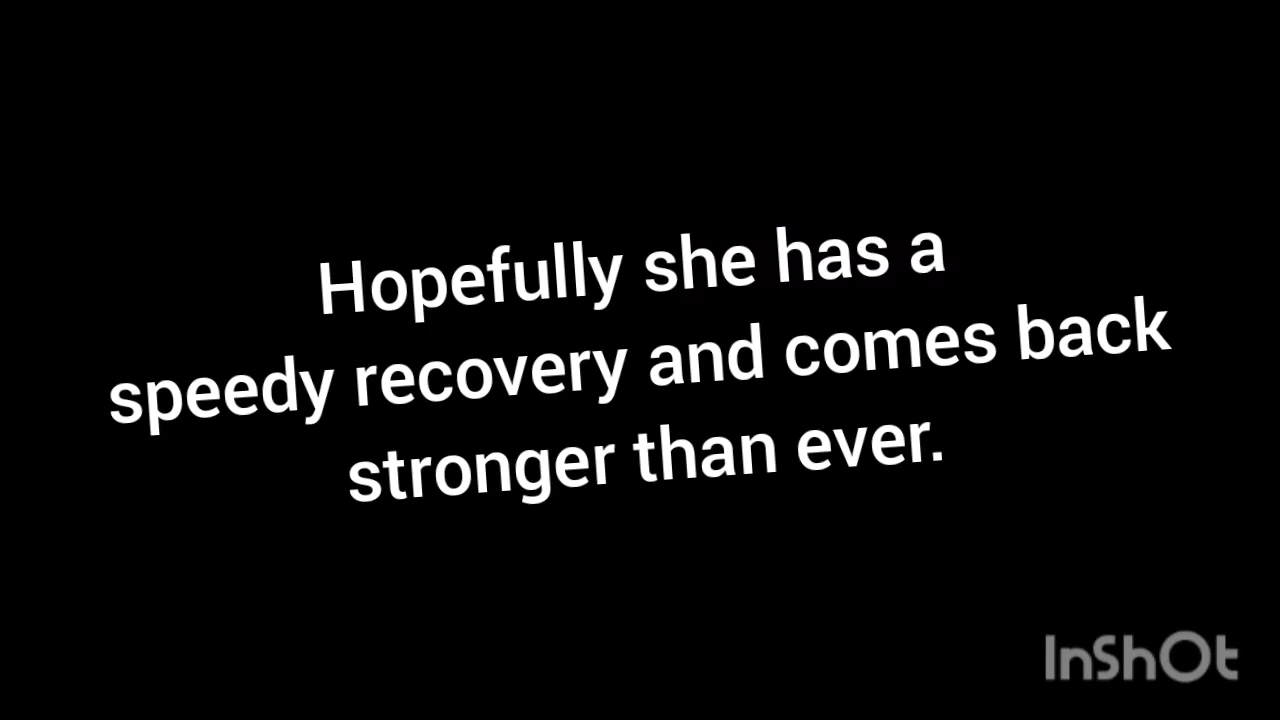 Hopefully she has a
speedy recovery and comes back
stronger than ever.
InShOt